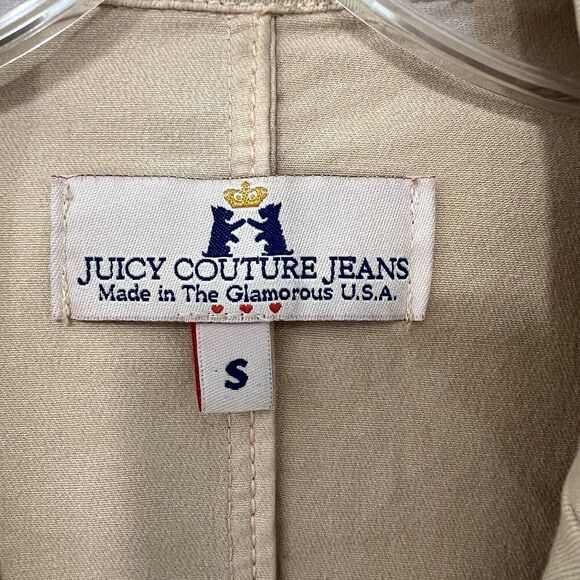 JUICY COUTURE JEANS
Made in The Glamorous U.S.A.
S